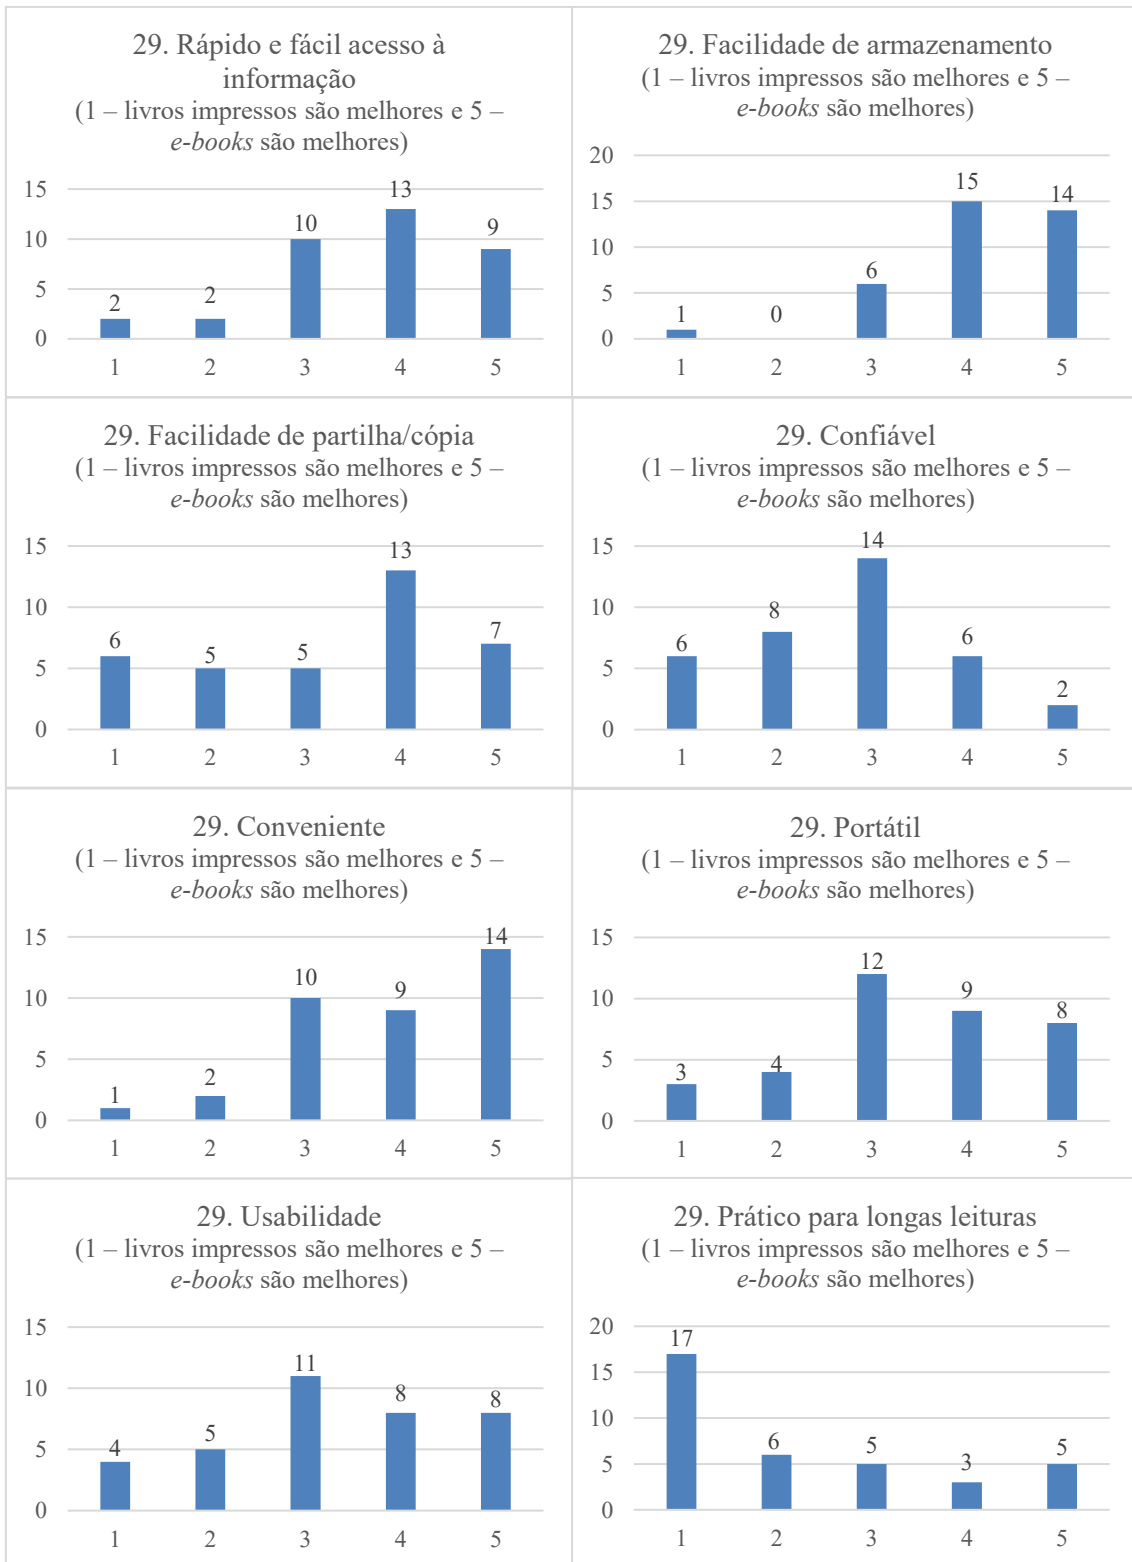 29. Rápido e fácil acesso à
informação
(1 – livros impressos são melhores e 5 –
e-books são melhores)
15
10
5
0
2
2
10
13
9
1 2 3 4 5
29. Facilidade de armazenamento
(1 – livros impressos são melhores e 5 –
e-books são melhores)
20
15
10
5
0
1
0
6
15
14
1 2 3 4 5
29. Facilidade de partilha/cópia
(1 – livros impressos são melhores e 5 –
e-books são melhores)
15
10
5
0
6
5
5
13
7
1 2 3 4 5
29. Confiável
(1 – livros impressos são melhores e 5 –
e-books são melhores)
15
10
5
0
6
8
14
6
2
1 2 3 4 5
29. Conveniente
(1 – livros impressos são melhores e 5 –
e-books são melhores)
15
10
5
0
1
2
10
9
14
1 2 3 4 5
29. Portátil
(1 – livros impressos são melhores e 5 –
e-books são melhores)
15
10
5
0
3
4
12
9
8
1 2 3 4 5
29. Usabilidade
(1 – livros impressos são melhores e 5 –
e-books são melhores)
15
10
5
0
4
5
11
8
8
1 2 3 4 5
29. Prático para longas leituras
(1 – livros impressos são melhores e 5 –
e-books são melhores)
20
15
10
5
0
17
6
5
3
5
1 2 3 4 5